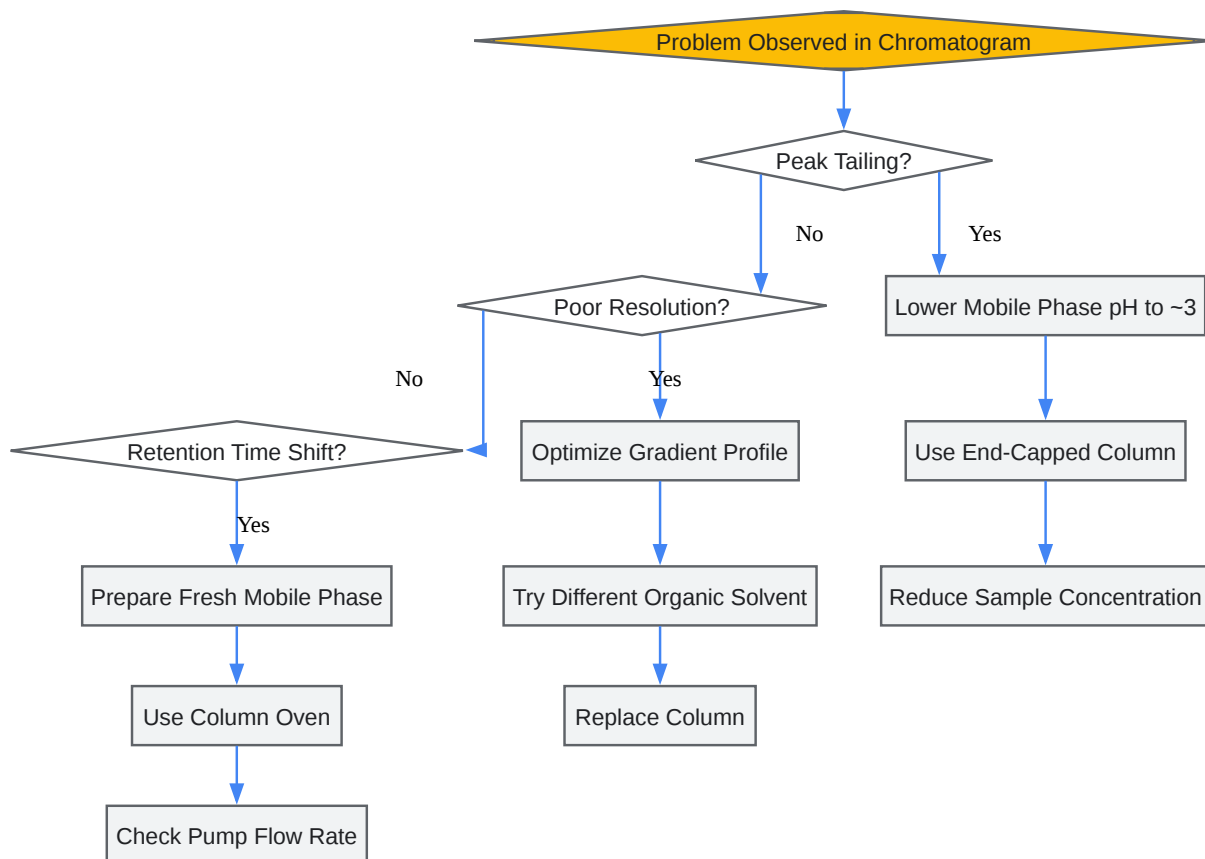 Problem Observed in Chromatogram
Peak Tailing?
No
Yes
Poor Resolution?
Lower Mobile Phase pH to ~3
No
Yes
Retention Time Shift?
Optimize Gradient Profile
Use End-Capped Column
Yes
Prepare Fresh Mobile Phase
Try Different Organic Solvent
Reduce Sample Concentration
Use Column Oven
Replace Column
Check Pump Flow Rate